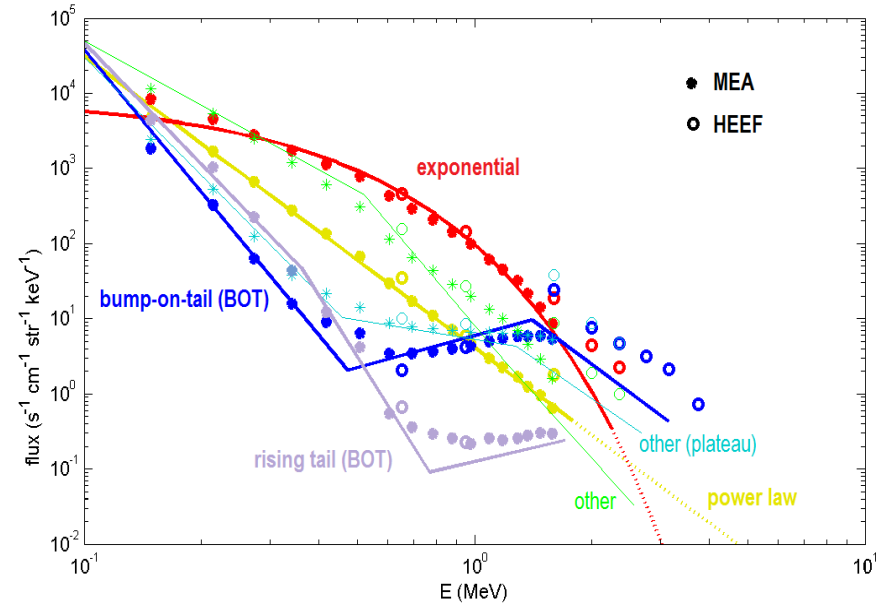 10^5
10^4
10^3
10^2
10^1
10^0
10^-1
10^-2
flux (s^-1 cm^-1 str^-1 keV^-1)
MEA
HEEF
exponential
bump-on-tail (BOT)
other (plateau)
rising tail (BOT)
other
power law
10^-1
10^0
10^1
E (MeV)